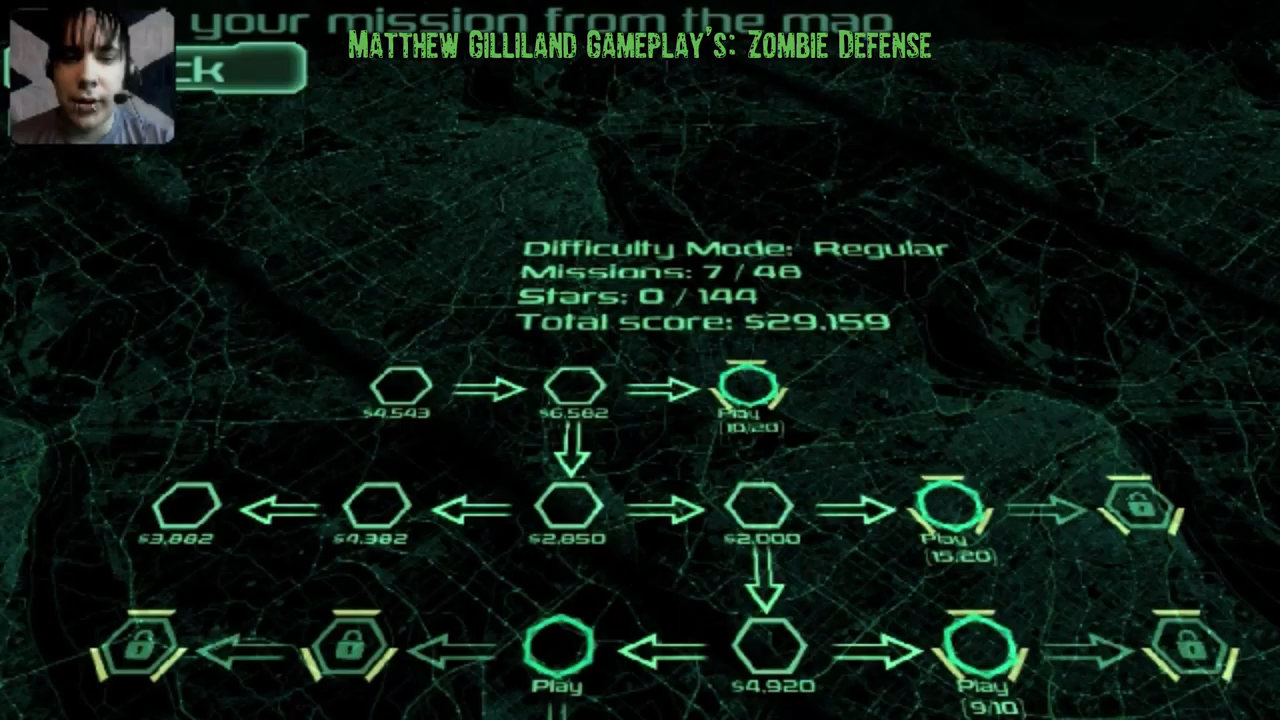 your mission from the map
Matthew Gilliland Gameplay's: Zombie Defense
ck
Difficulty Mode: Regular
Missions: 7 / 48
Stars: 0 / 144
Total score: $29.159
$4,543
$6,582
Play
(10/20)
$3,882
$4,382
$2,850
$2,000
Play
(15/20)
Play
$4,920
Play
(9/10)